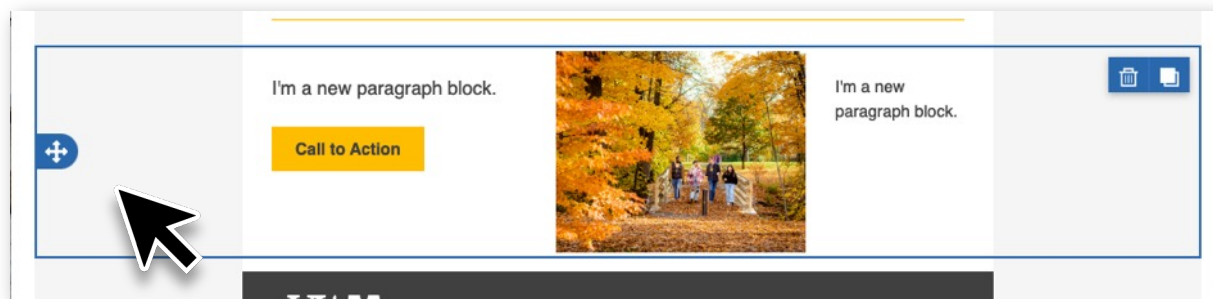 I'm a new paragraph block.
Call to Action
I'm a new
paragraph block.